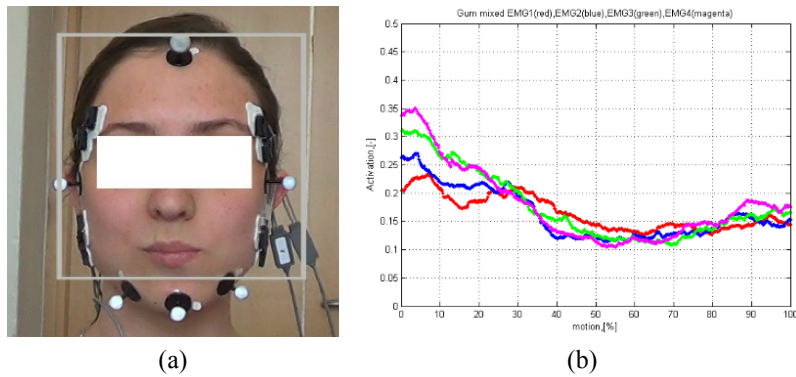 Gum mixed EMG1(red),EMG2(blue),EMG3(green),EMG4(magenta)
0.5
0.45
0.4
0.35
0.3
0.25
0.2
0.15
0.1
0.05
0
Activation,[-]
0 10 20 30 40 50 60 70 80 90 100
motion,[%]
(a) (b)